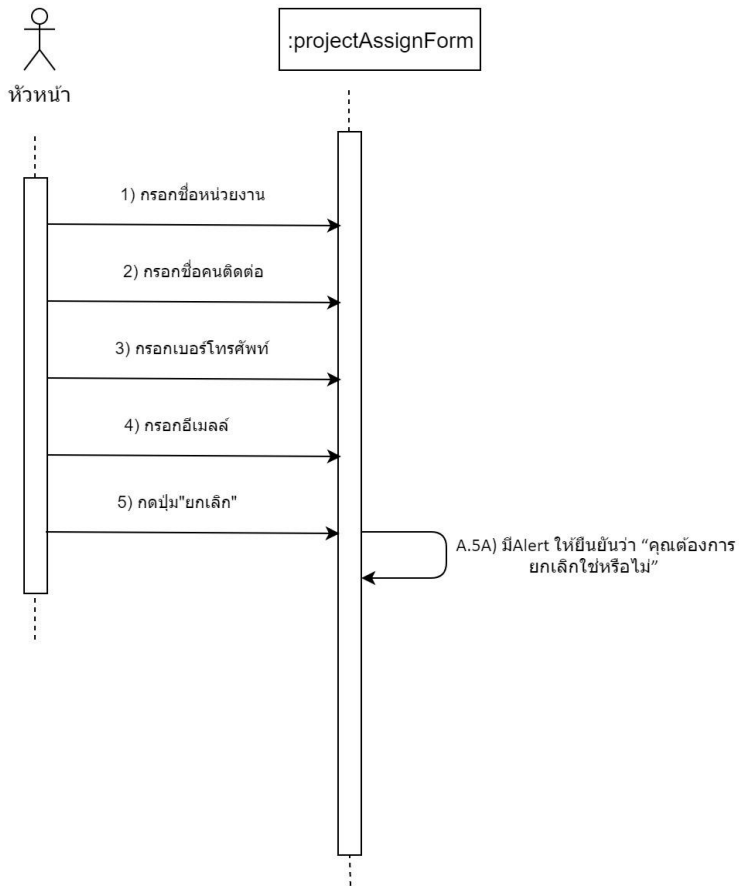 :projectAssignForm
หัวหน้า
1) กรอกชื่อหน่วยงาน
2) กรอกชื่อคนติดต่อ
3) กรอกเบอร์โทรศัพท์
4) กรอกอีเมลล์
5) กดปุ่ม"ยกเลิก"
A.5A) มีAlert ให้ยืนยันว่า “คุณต้องการ
ยกเลิกใช่หรือไม่”